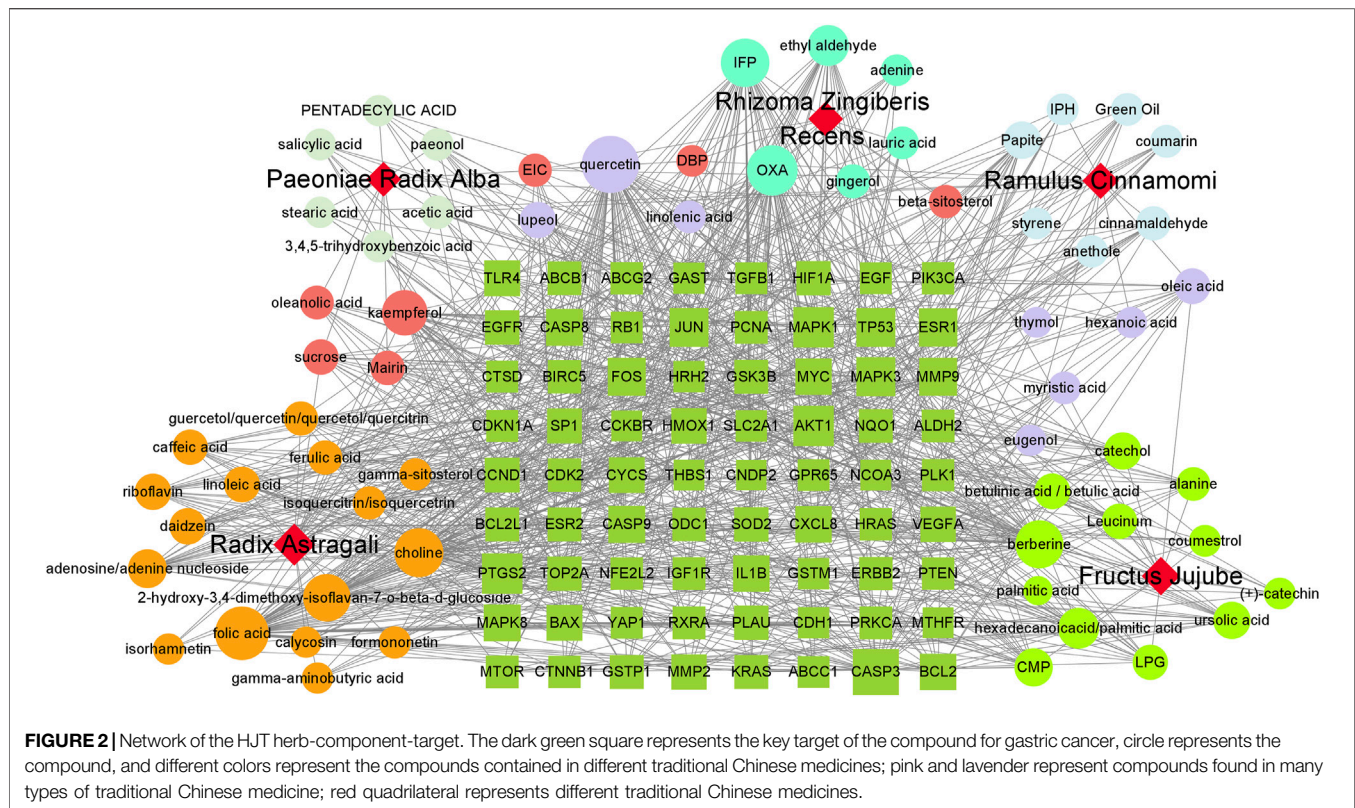 ethyl aldehyde
IFP
adenine
Rhizoma Zingiberis
Recens
lauric acid
OXA
gingerol
PENTADECYLIC ACID
salicylic acid
paeonol
Paeoniae Radix Alba
stearic acid
acetic acid
3,4,5-trihydroxybenzoic acid
EIC
quercetin
DBP
lupeol
linolenic acid
beta-sitosterol
IPH
Green Oil
Papite
coumarin
Ramulus Cinnamomi
styrene
cinnamaldehyde
anethole
oleic acid
thymol
hexanoic acid
myristic acid
eugenol
oleanolic acid
kaempferol
sucrose
Mairin
TLR4 ABCB1 ABCG2 GAST TGFB1 HIF1A EGF PIK3CA
EGFR CASP8 RB1 JUN PCNA MAPK1 TP53 ESR1
CTSD BIRC5 FOS HRH2 GSK3B MYC MAPK3 MMP9
CDKN1A SP1 CCKBR HMOX1 SLC2A1 AKT1 NQO1 ALDH2
CCND1 CDK2 CYCS THBS1 CNDP2 GPR65 NCOA3 PLK1
BCL2L1 ESR2 CASP9 ODC1 SOD2 CXCL8 HRAS VEGFA
PTGS2 TOP2A NFE2L2 IGF1R IL1B GSTM1 ERBB2 PTEN
MAPK8 BAX YAP1 RXRA PLAU CDH1 PRKCA MTHFR
MTOR CTNNB1 GSTP1 MMP2 KRAS ABCC1 CASP3 BCL2
guercetol/quercetin/quercetol/quercitrin
caffeic acid
ferulic acid
gamma-sitosterol
riboflavin
linoleic acid
isoquercitrin/isoquercetrin
daidzein
Radix Astragali
choline
adenosine/adenine nucleoside
2-hydroxy-3,4-dimethoxy-isoflavan-7-o-beta-d-glucoside
folic acid
calycosin
formononetin
isorhamnetin
gamma-aminobutyric acid
catechol
betulinic acid / betulic acid
alanine
Leucinum
berberine
coumestrol
Fructus Jujube
palmitic acid
(+)-catechin
hexadecanoicacid/palmitic acid
ursolic acid
CMP
LPG
FIGURE 2 | Network of the HJT herb-component-target. The dark green square represents the key target of the compound for gastric cancer, circle represents the
compound, and different colors represent the compounds contained in different traditional Chinese medicines; pink and lavender represent compounds found in many
types of traditional Chinese medicine; red quadrilateral represents different traditional Chinese medicines.